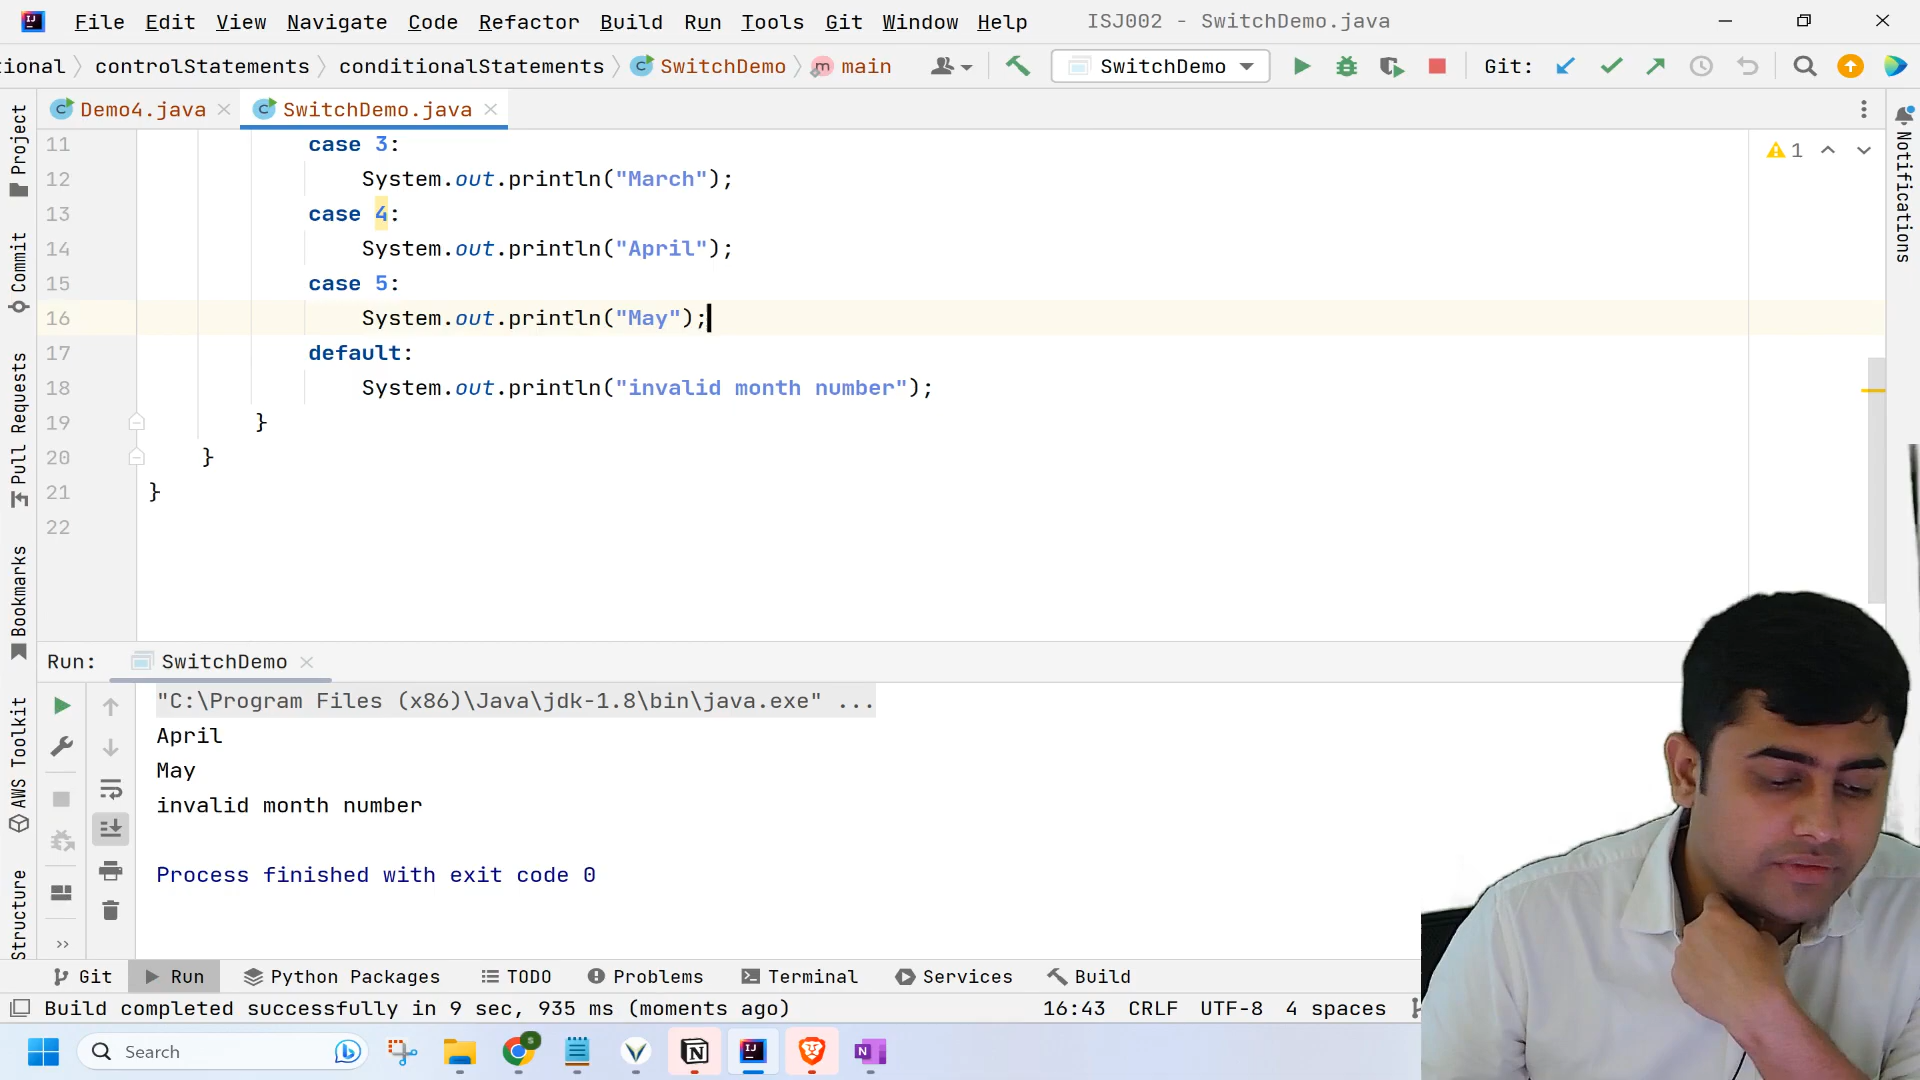 File Edit View Navigate Code Refactor Build Run Tools Git Window Help ISJ002 - SwitchDemo.java
tional controlStatements conditionalStatements SwitchDemo main SwitchDemo Git:
Demo4.java SwitchDemo.java
11 case 3:
12 System.out.println("March");
13 case 4:
14 System.out.println("April");
15 case 5:
16 System.out.println("May");
17 default:
18 System.out.println("invalid month number");
19 }
20 }
21 }
22
1
Project
Commit
Pull Requests
Bookmarks
AWS Toolkit
Structure
Notifications
Run: SwitchDemo
"C:\Program Files (x86)\Java\jdk-1.8\bin\java.exe" ...
April
May
invalid month number
Process finished with exit code 0
Git Run Python Packages TODO Problems Terminal Services Build
Build completed successfully in 9 sec, 935 ms (moments ago) 16:43 CRLF UTF-8 4 spaces
Search